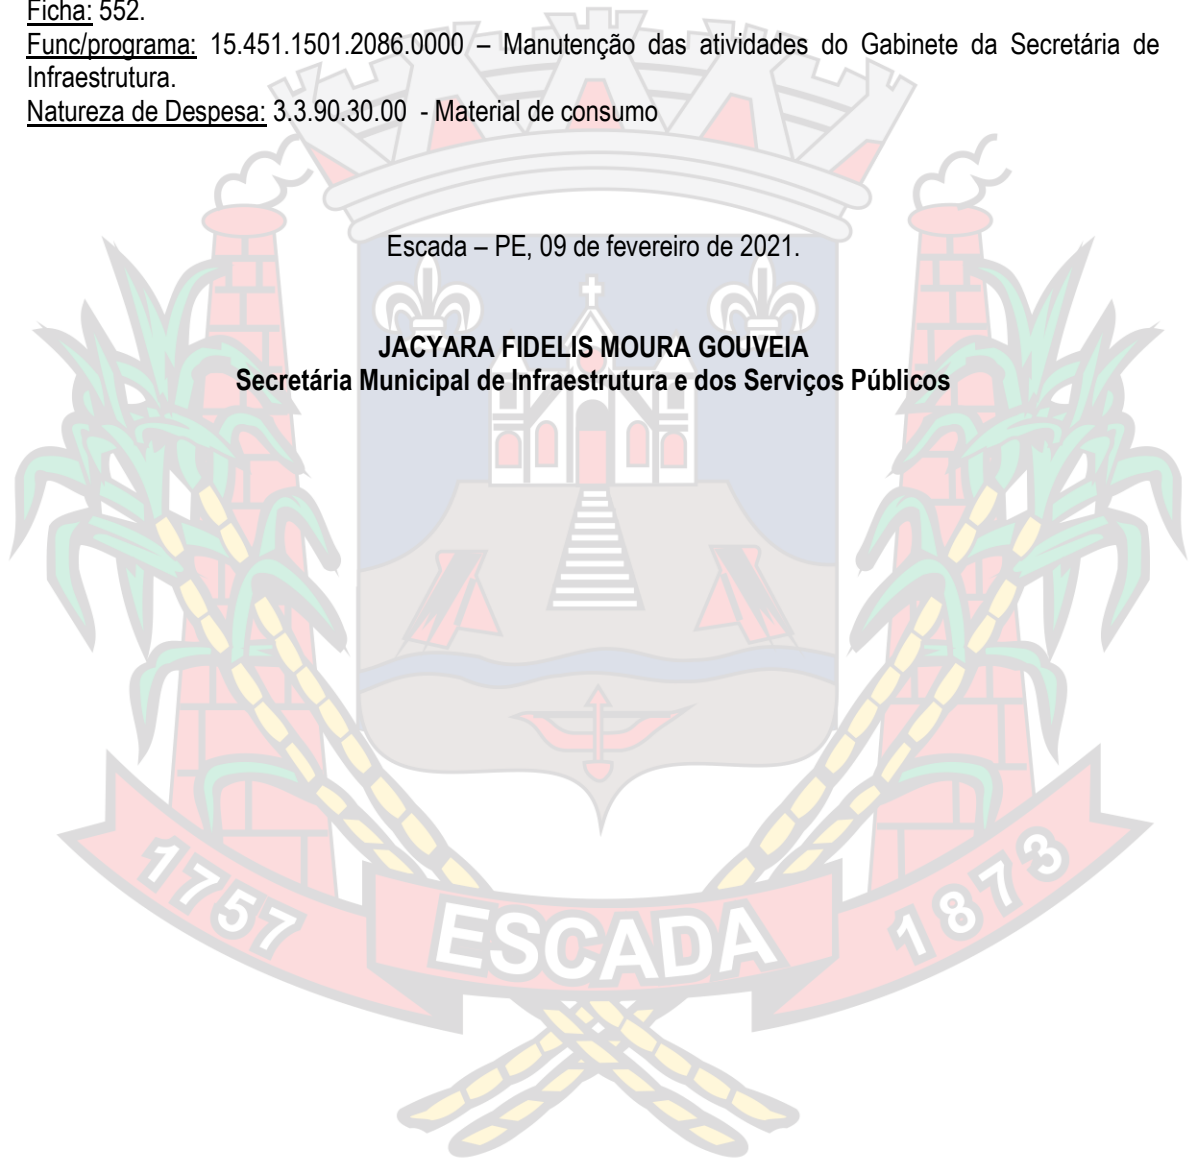 Ficha: 552.
Func/programa: 15.451.1501.2086.0000 – Manutenção das atividades do Gabinete da Secretária de
Infraestrutura.
Natureza de Despesa: 3.3.90.30.00 - Material de consumo
Escada – PE, 09 de fevereiro de 2021.
JACYARA FIDELIS MOURA GOUVEIA
Secretária Municipal de Infraestrutura e dos Serviços Públicos
1757
ESCADA
1873